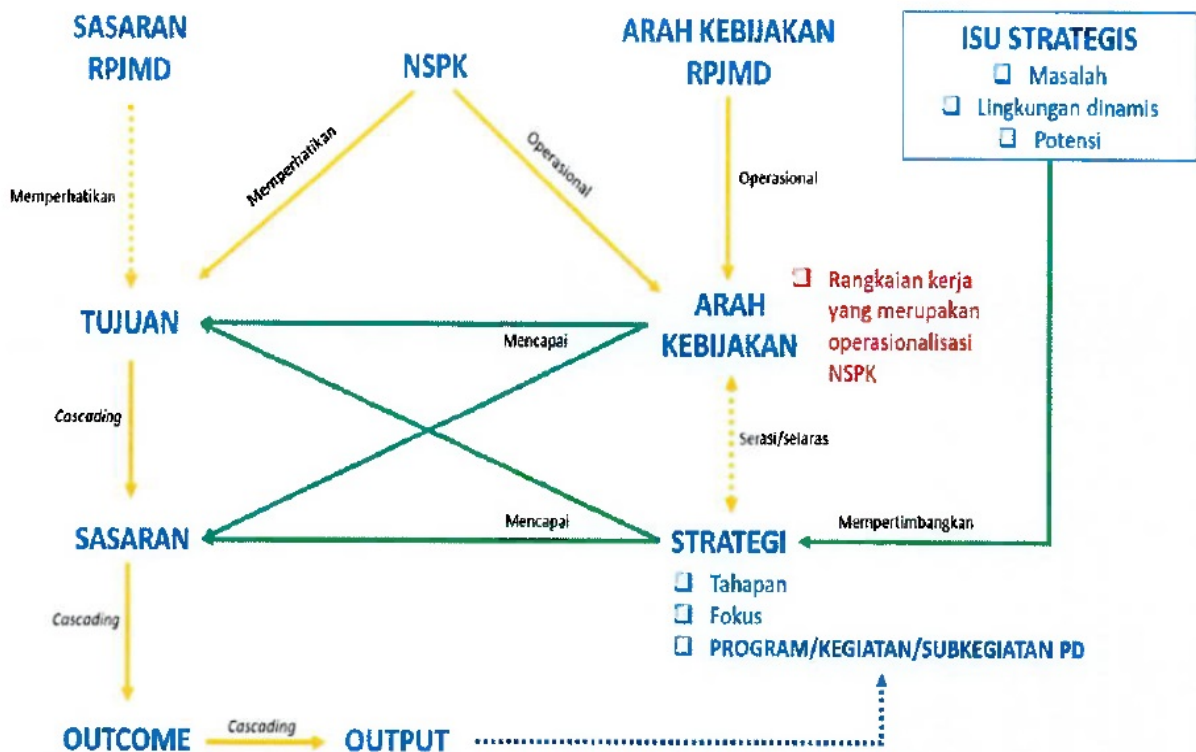 SASARAN
RPJMD
NSPK
ARAH KEBIJAKAN
RPJMD
ISU STRATEGIS
Masalah
Lingkungan dinamis
Potensi
Memperhatikan
Memperhatikan
Operasional
Operasional
TUJUAN
Mencapai
ARAH
KEBIJAKAN
Rangkaian kerja
yang merupakan
operasionalisasi
NSPK
Cascading
Serasi/selaras
SASARAN
Mencapai
STRATEGI
Mempertimbangkan
Tahapan
Fokus
PROGRAM/KEGIATAN/SUBKEGIATAN PD
Cascading
OUTCOME
Cascading
OUTPUT